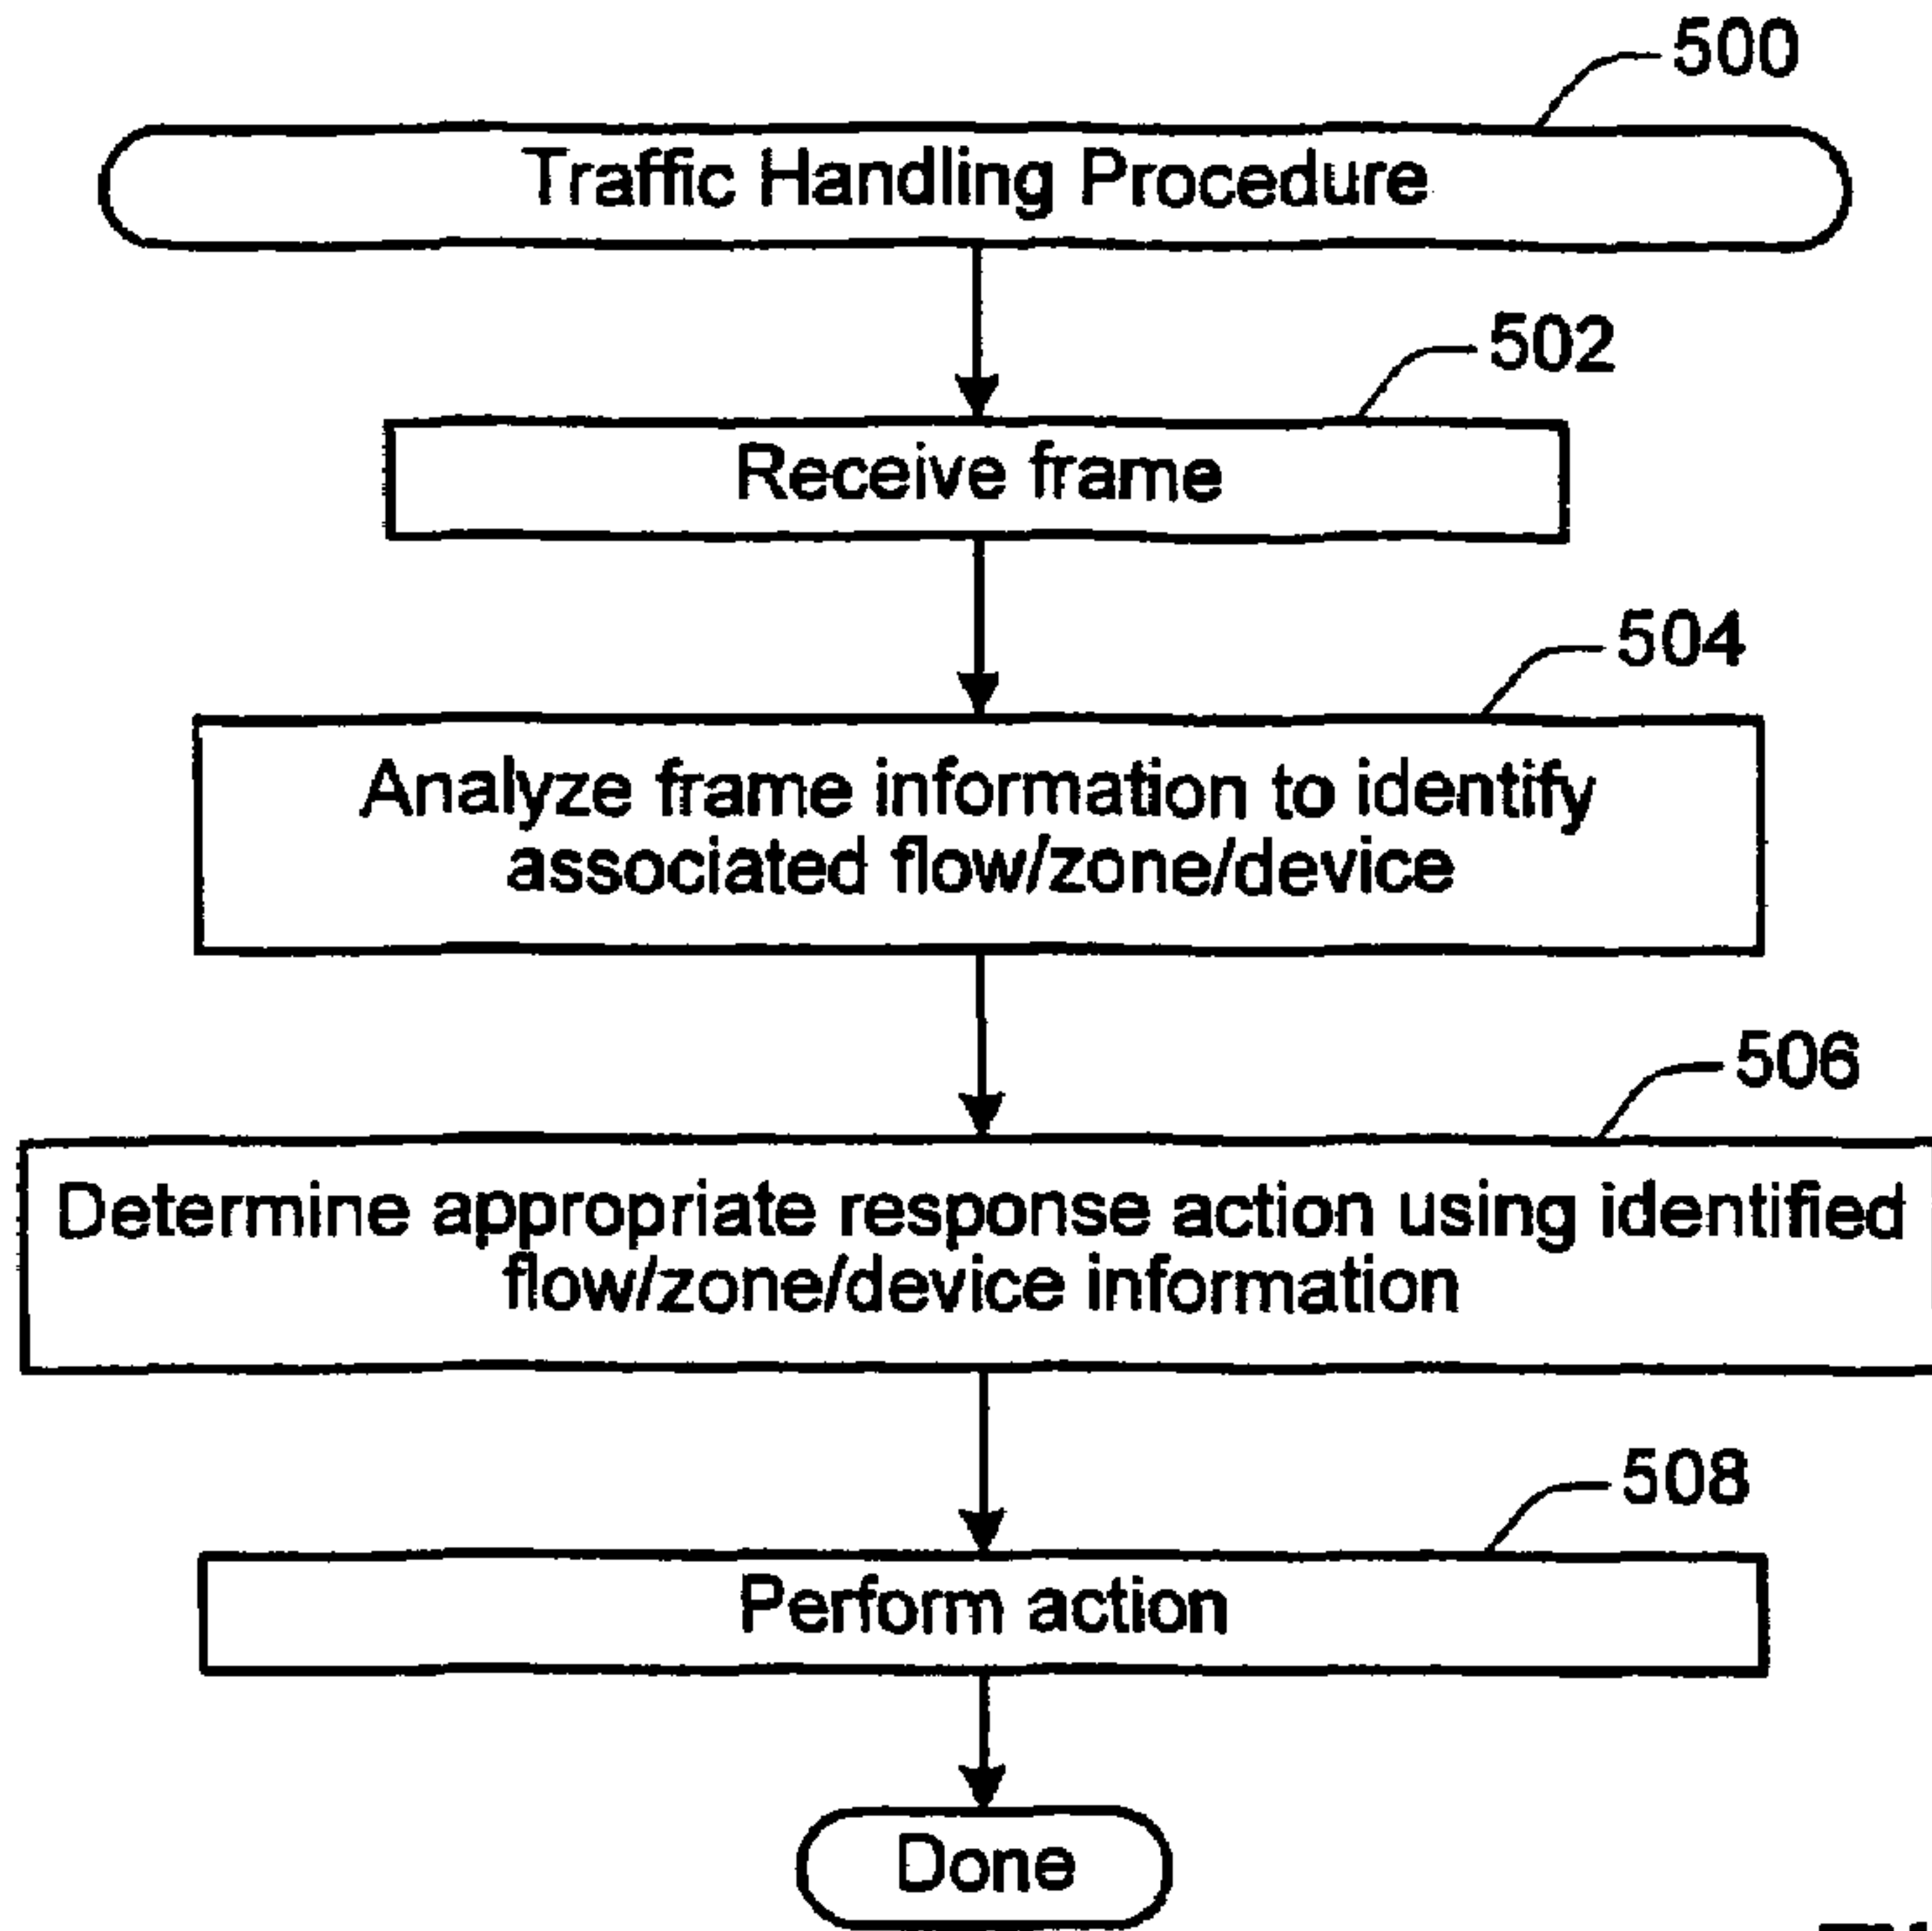 500
Traffic Handling Procedure
502
Receive frame
504
Analyze frame information to identify
associated flow/zone/device
506
Determine appropriate response action using identified
flow/zone/device information
508
Perform action
Done